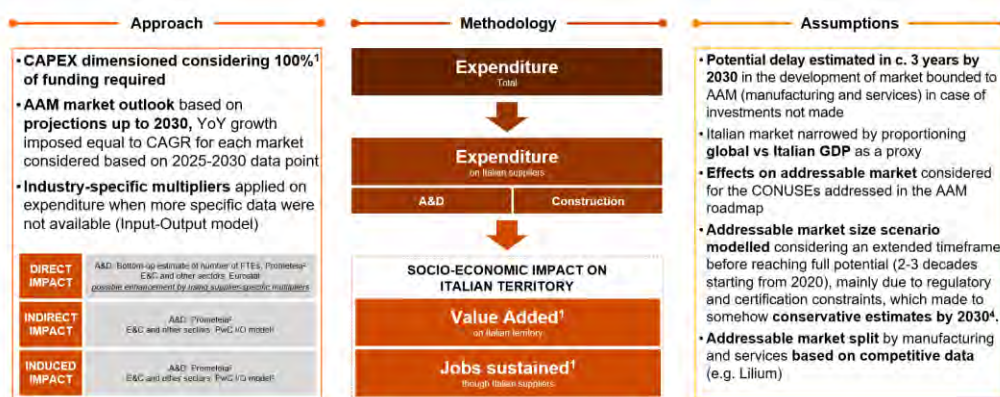 Approach
• CAPEX dimensioned considering 100%¹
of funding required
• AAM market outlook based on
projections up to 2030, YoY growth
imposed equal to CAGR for each market
considered based on 2025-2030 data point
• Industry-specific multipliers applied on
expenditure when more specific data were
not available (Input-Output model)
DIRECT
IMPACT
A&D: Bottom-up estimate of number of FTEs, Prometeia²
E&C and other sectors: Eurostat
possible enhancement by using supplier-specific multipliers
INDIRECT
IMPACT
A&D: Prometeia²
E&C and other sectors: PwC I/O model³
INDUCED
IMPACT
A&D: Prometeia²
E&C and other sectors: PwC I/O model³
Methodology
Expenditure
Total
Expenditure
on Italian suppliers
A&D
Construction
SOCIO-ECONOMIC IMPACT ON
ITALIAN TERRITORY
Value Added¹
on Italian territory
Jobs sustained¹
though Italian suppliers
Assumptions
• Potential delay estimated in c. 3 years by
2030 in the development of market bounded to
AAM (manufacturing and services) in case of
investments not made
• Italian market narrowed by proportioning
global vs Italian GDP as a proxy
• Effects on addressable market considered
for the CONUSEs addressed in the AAM
roadmap
• Addressable market size scenario
modelled considering an extended timeframe
before reaching full potential (2-3 decades
starting from 2020), mainly due to regulatory
and certification constraints, which made to
somehow conservative estimates by 2030⁴.
• Addressable market split by manufacturing
and services based on competitive data
(e.g. Lilium)